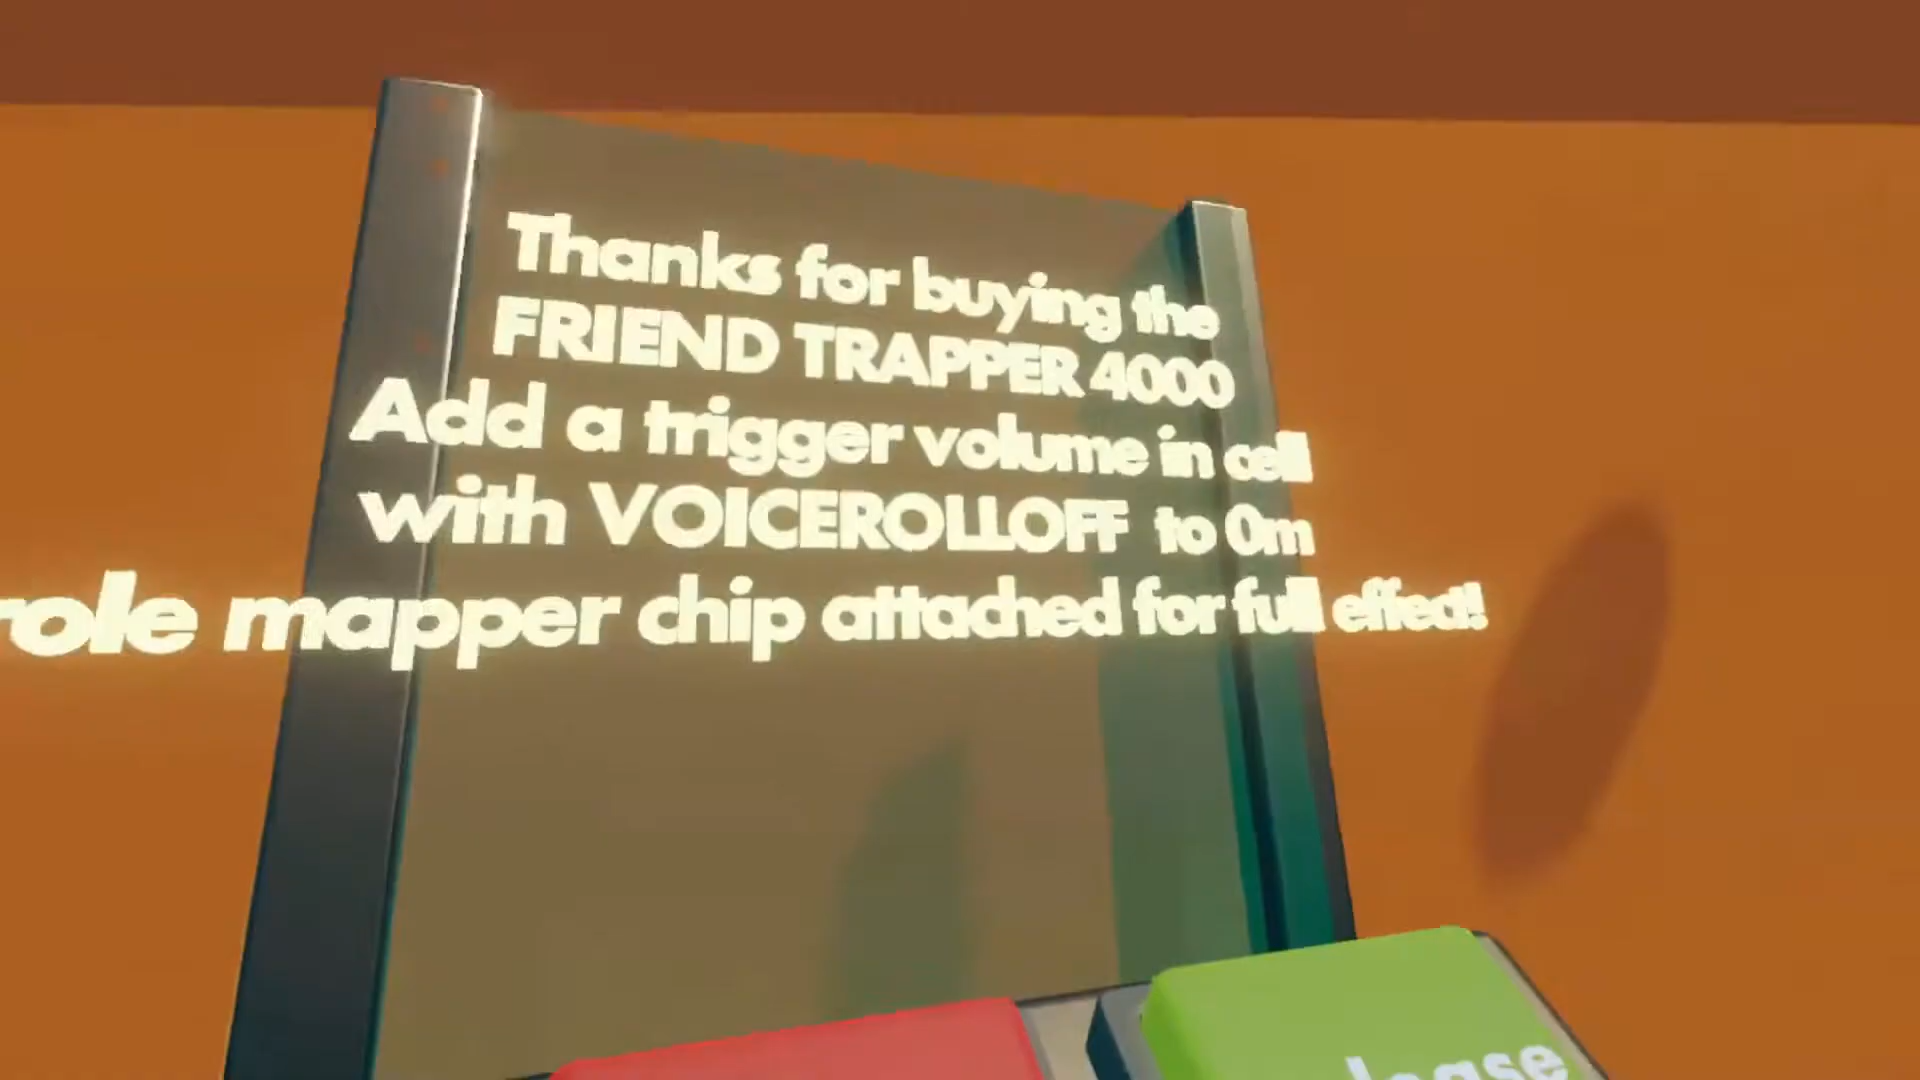 Thanks for buying the
FRIEND TRAPPER 4000
Add a trigger volume in cell
with VOICEROLLOFF to 0m
role mapper chip attached for full effect!